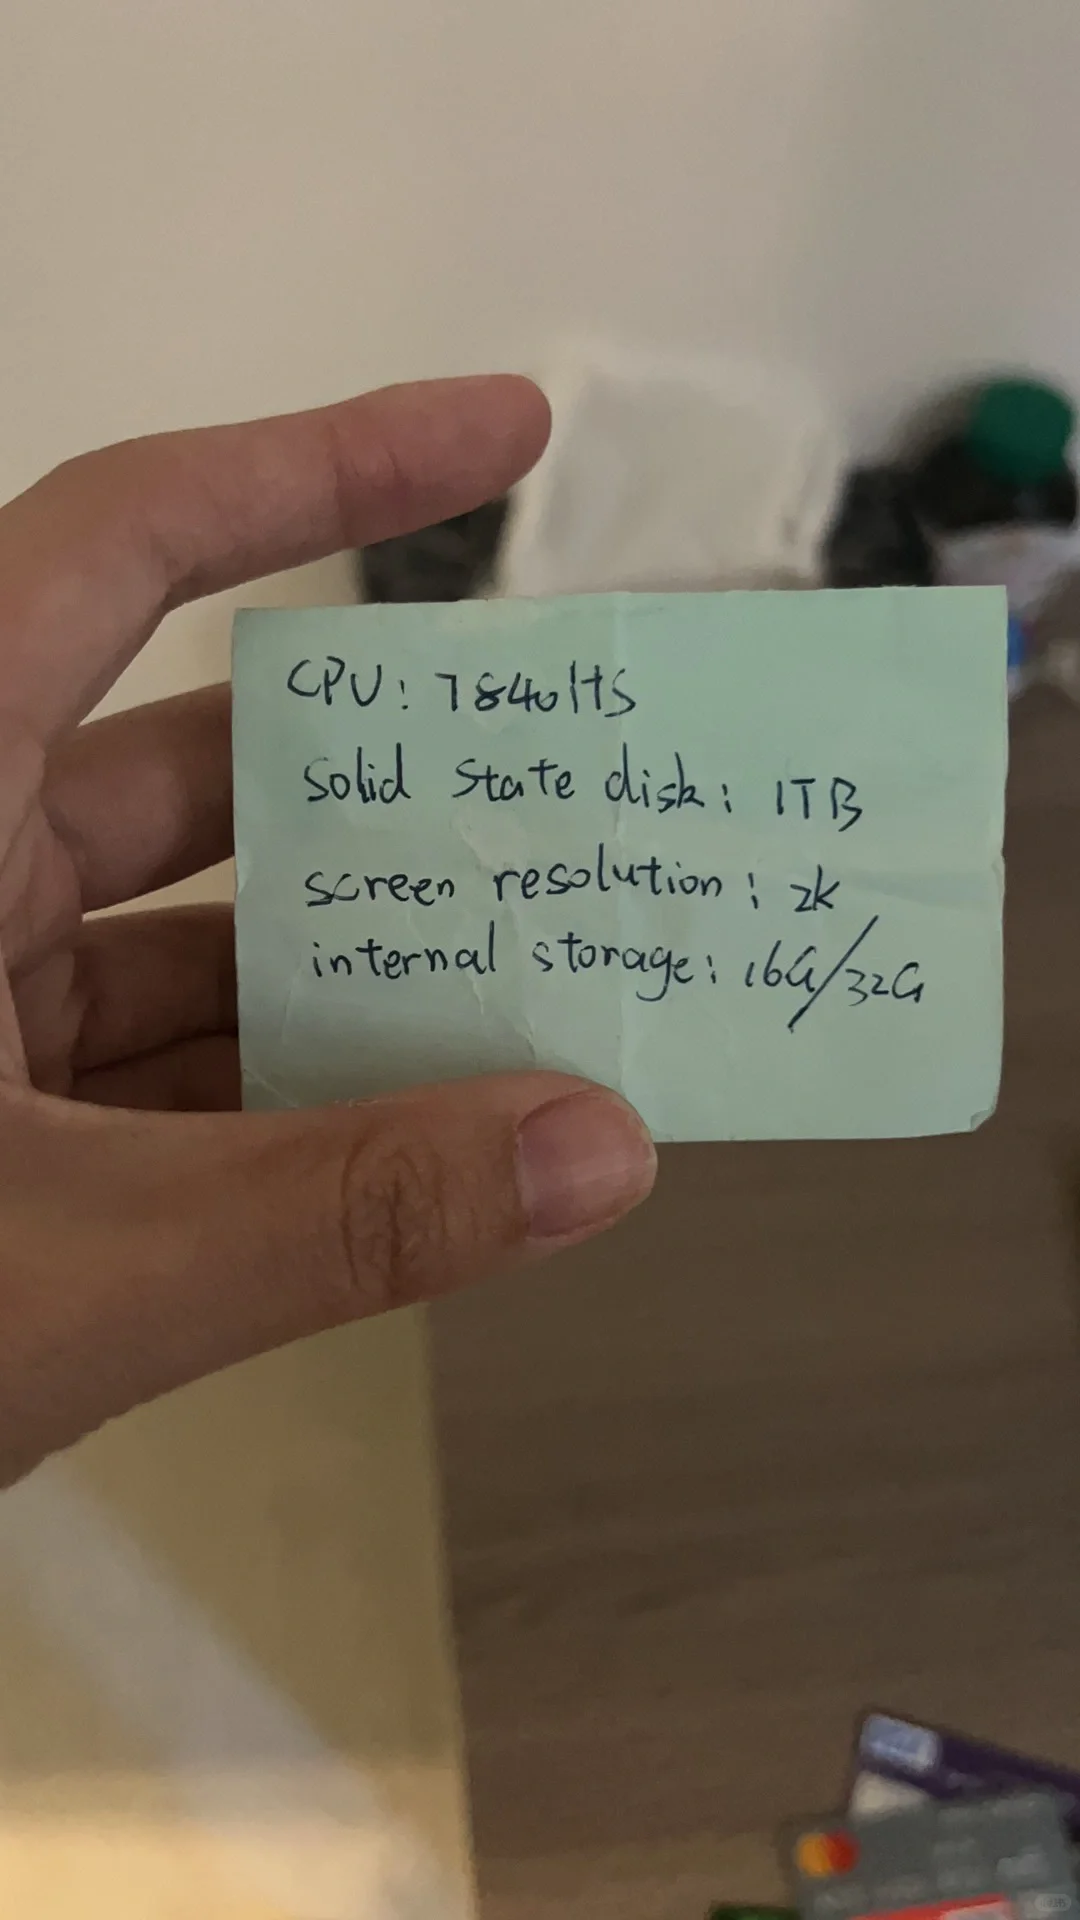 CPU: 7840HS
solid state disk: 1TB
screen resolution: 2k
internal storage: 16G/32G